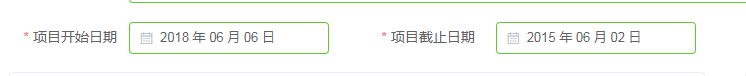 * 项目开始日期 2018 年 06 月 06 日 * 项目截止日期 2015 年 06 月 02 日